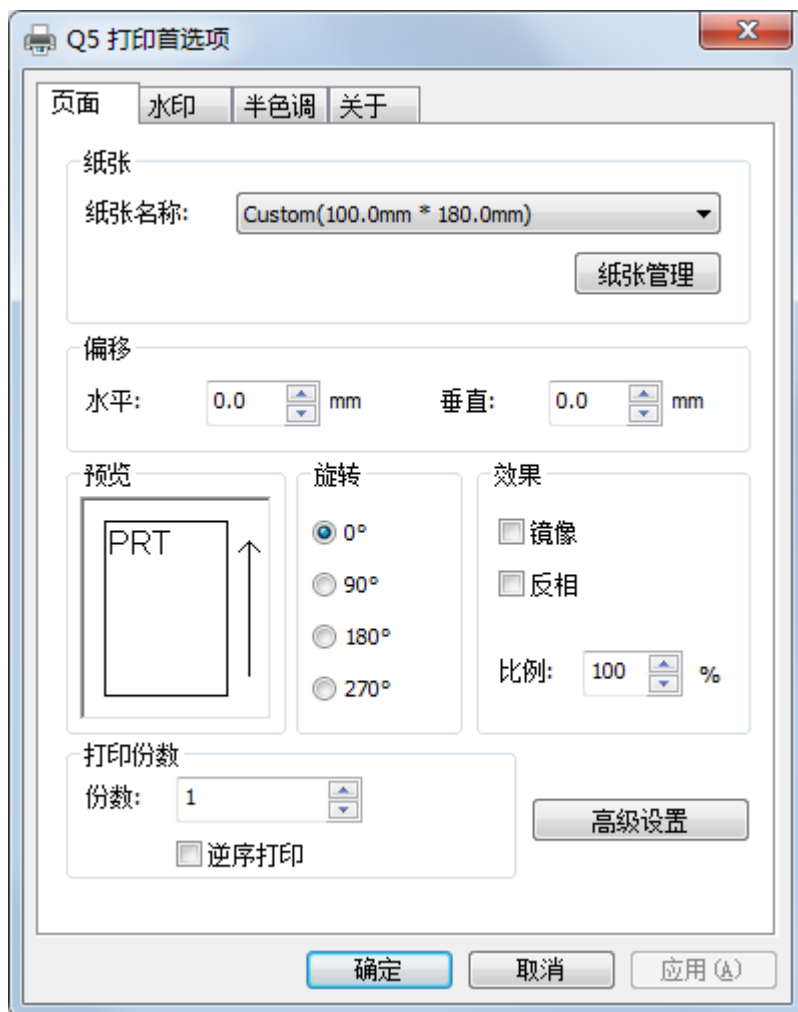 Q5 打印首选项
页面 水印 半色调 关于
纸张
纸张名称: Custom(100.0mm * 180.0mm)
纸张管理
偏移
水平: 0.0 mm 垂直: 0.0 mm
预览 旋转 效果
PRT
0° 镜像
90° 反相
180°
比例: 100 %
270°
打印份数
份数: 1
高级设置
逆序打印
确定 取消 应用(A)